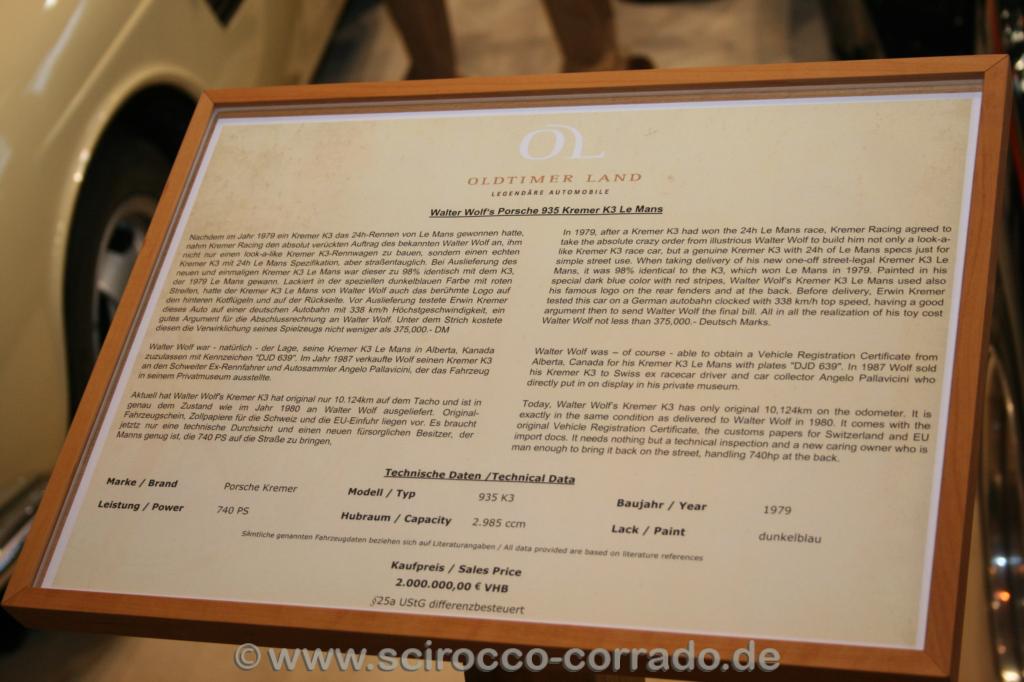 OL
OLDTIMER LAND
LEGENDÄRE AUTOMOBILE
Walter Wolf's Porsche 935 Kremer K3 Le Mans
Nachdem im Jahr 1979 ein Kremer K3 das 24h-Rennen von Le Mans gewonnen hatte,
nahm Kremer Racing den absolut verückten Auftrag des bekannten Walter Wolf an, ihm
nicht nur einen look-a-like Kremer K3-Rennwagen zu bauen, sondern einen echten
Kremer K3 mit 24h Le Mans Spezifikation, aber straßentauglich. Bei Auslieferung des
neuen und einmaligen Kremer K3 Le Mans war dieser zu 98% identisch mit dem K3,
der 1979 Le Mans gewann. Lackiert in der speziellen dunkelblauen Farbe mit roten
Streifen, hatte der Kremer K3 Le Mans von Walter Wolf auch das berühmte Logo auf
den hinteren Kotflügeln und auf der Rückseite. Vor Auslieferung testete Erwin Kremer
dieses Auto auf einer deutschen Autobahn mit 338 km/h Höchstgeschwindigkeit, ein
gutes Argument für die Abschlussrechnung an Walter Wolf. Unter dem Strich kostete
diesen die Verwirklichung seines Spielzeugs nicht weniger als 375,000.- DM
Walter Wolf war - natürlich - der Lage, seine Kremer K3 Le Mans in Alberta, Kanada
zuzulassen mit Kennzeichen "DJD 639". Im Jahr 1987 verkaufte Wolf seinen Kremer K3
an den Schweiter Ex-Rennfahrer und Autosammler Angelo Pallavicini, der das Fahrzeug
in seinem Privatmuseum ausstellte.
Aktuell hat Walter Wolf's Kremer K3 hat original nur 10.124km auf dem Tacho und ist in
genau dem Zustand wie im Jahr 1980 an Walter Wolf ausgeliefert. Original-
Fahrzeugschein, Zollpapiere für die Schweiz und die EU-Einfuhr liegen vor. Es braucht
jetztz nur eine technische Durchsicht und einen neuen fürsorglichen Besitzer, der
Manns genug ist, die 740 PS auf die Straße zu bringen,
In 1979, after a Kremer K3 had won the 24h Le Mans race, Kremer Racing agreed to
take the absolute crazy order from illustrious Walter Wolf to build him not only a look-a-
like Kremer K3 race car, but a genuine Kremer K3 with 24h of Le Mans specs just for
simple street use. When taking delivery of his new one-off street-legal Kremer K3 Le
Mans, it was 98% identical to the K3, which won Le Mans in 1979. Painted in his
special dark blue color with red stripes, Walter Wolf's Kremer K3 Le Mans used also
his famous logo on the rear fenders and at the back. Before delivery, Erwin Kremer
tested this car on a German autobahn clocked with 338 km/h top speed, having a good
argument then to send Walter Wolf the final bill. All in all the realization of his toy cost
Walter Wolf not less than 375,000.- Deutsch Marks.
Walter Wolf was – of course - able to obtain a Vehicle Registration Certificate from
Alberta, Canada for his Kremer K3 Le Mans with plates "DJD 639". In 1987 Wolf sold
his Kremer K3 to Swiss ex racecar driver and car collector Angelo Pallavicini who
directly put in on display in his private museum.
Today, Walter Wolf's Kremer K3 has only original 10,124km on the odometer. It is
exactly in the same condition as delivered to Walter Wolf in 1980. It comes with the
original Vehicle Registration Certificate, the customs papers for Switzerland and EU
import docs. It needs nothing but a technical inspection and a new caring owner who is
man enough to bring it back on the street, handling 740hp at the back.
Technische Daten /Technical Data
Marke / Brand Porsche Kremer Modell / Typ 935 K3 Baujahr / Year 1979
Leistung / Power 740 PS Hubraum / Capacity 2.985 ccm Lack / Paint dunkelblau
Sämtliche genannten Fahrzeugdaten beziehen sich auf Literaturangaben / All data provided are based on literature references
Kaufpreis / Sales Price
2.000.000,00 € VHB
§25a UStG differenzbesteuert
© www.scirocco-corrado.de